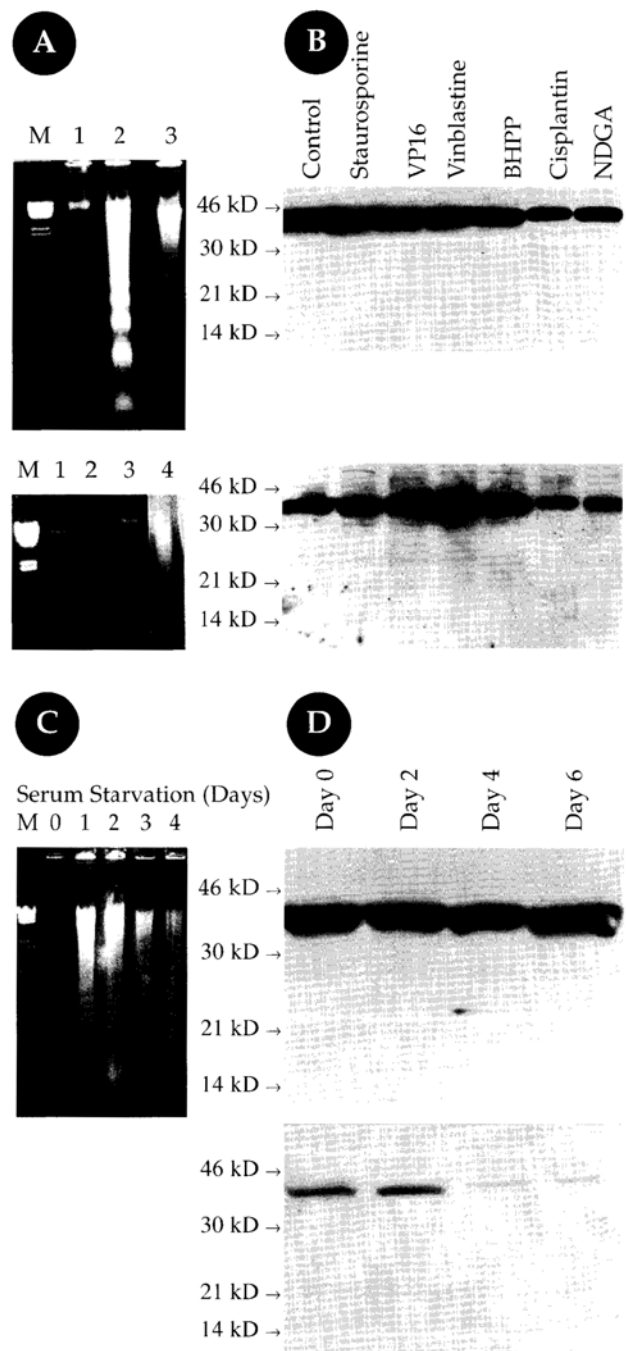 A
B
M 1 2 3
Control
Staurosporine
VP16
Vinblastine
BHPP
Cisplantin
NDGA
46 kD →
30 kD →
21 kD →
14 kD →
M 1 2 3 4
46 kD →
30 kD →
21 kD →
14 kD →
C
D
Serum Starvation (Days)
M 0 1 2 3 4
Day 0
Day 2
Day 4
Day 6
46 kD →
30 kD →
21 kD →
14 kD →
46 kD →
30 kD →
21 kD →
14 kD →